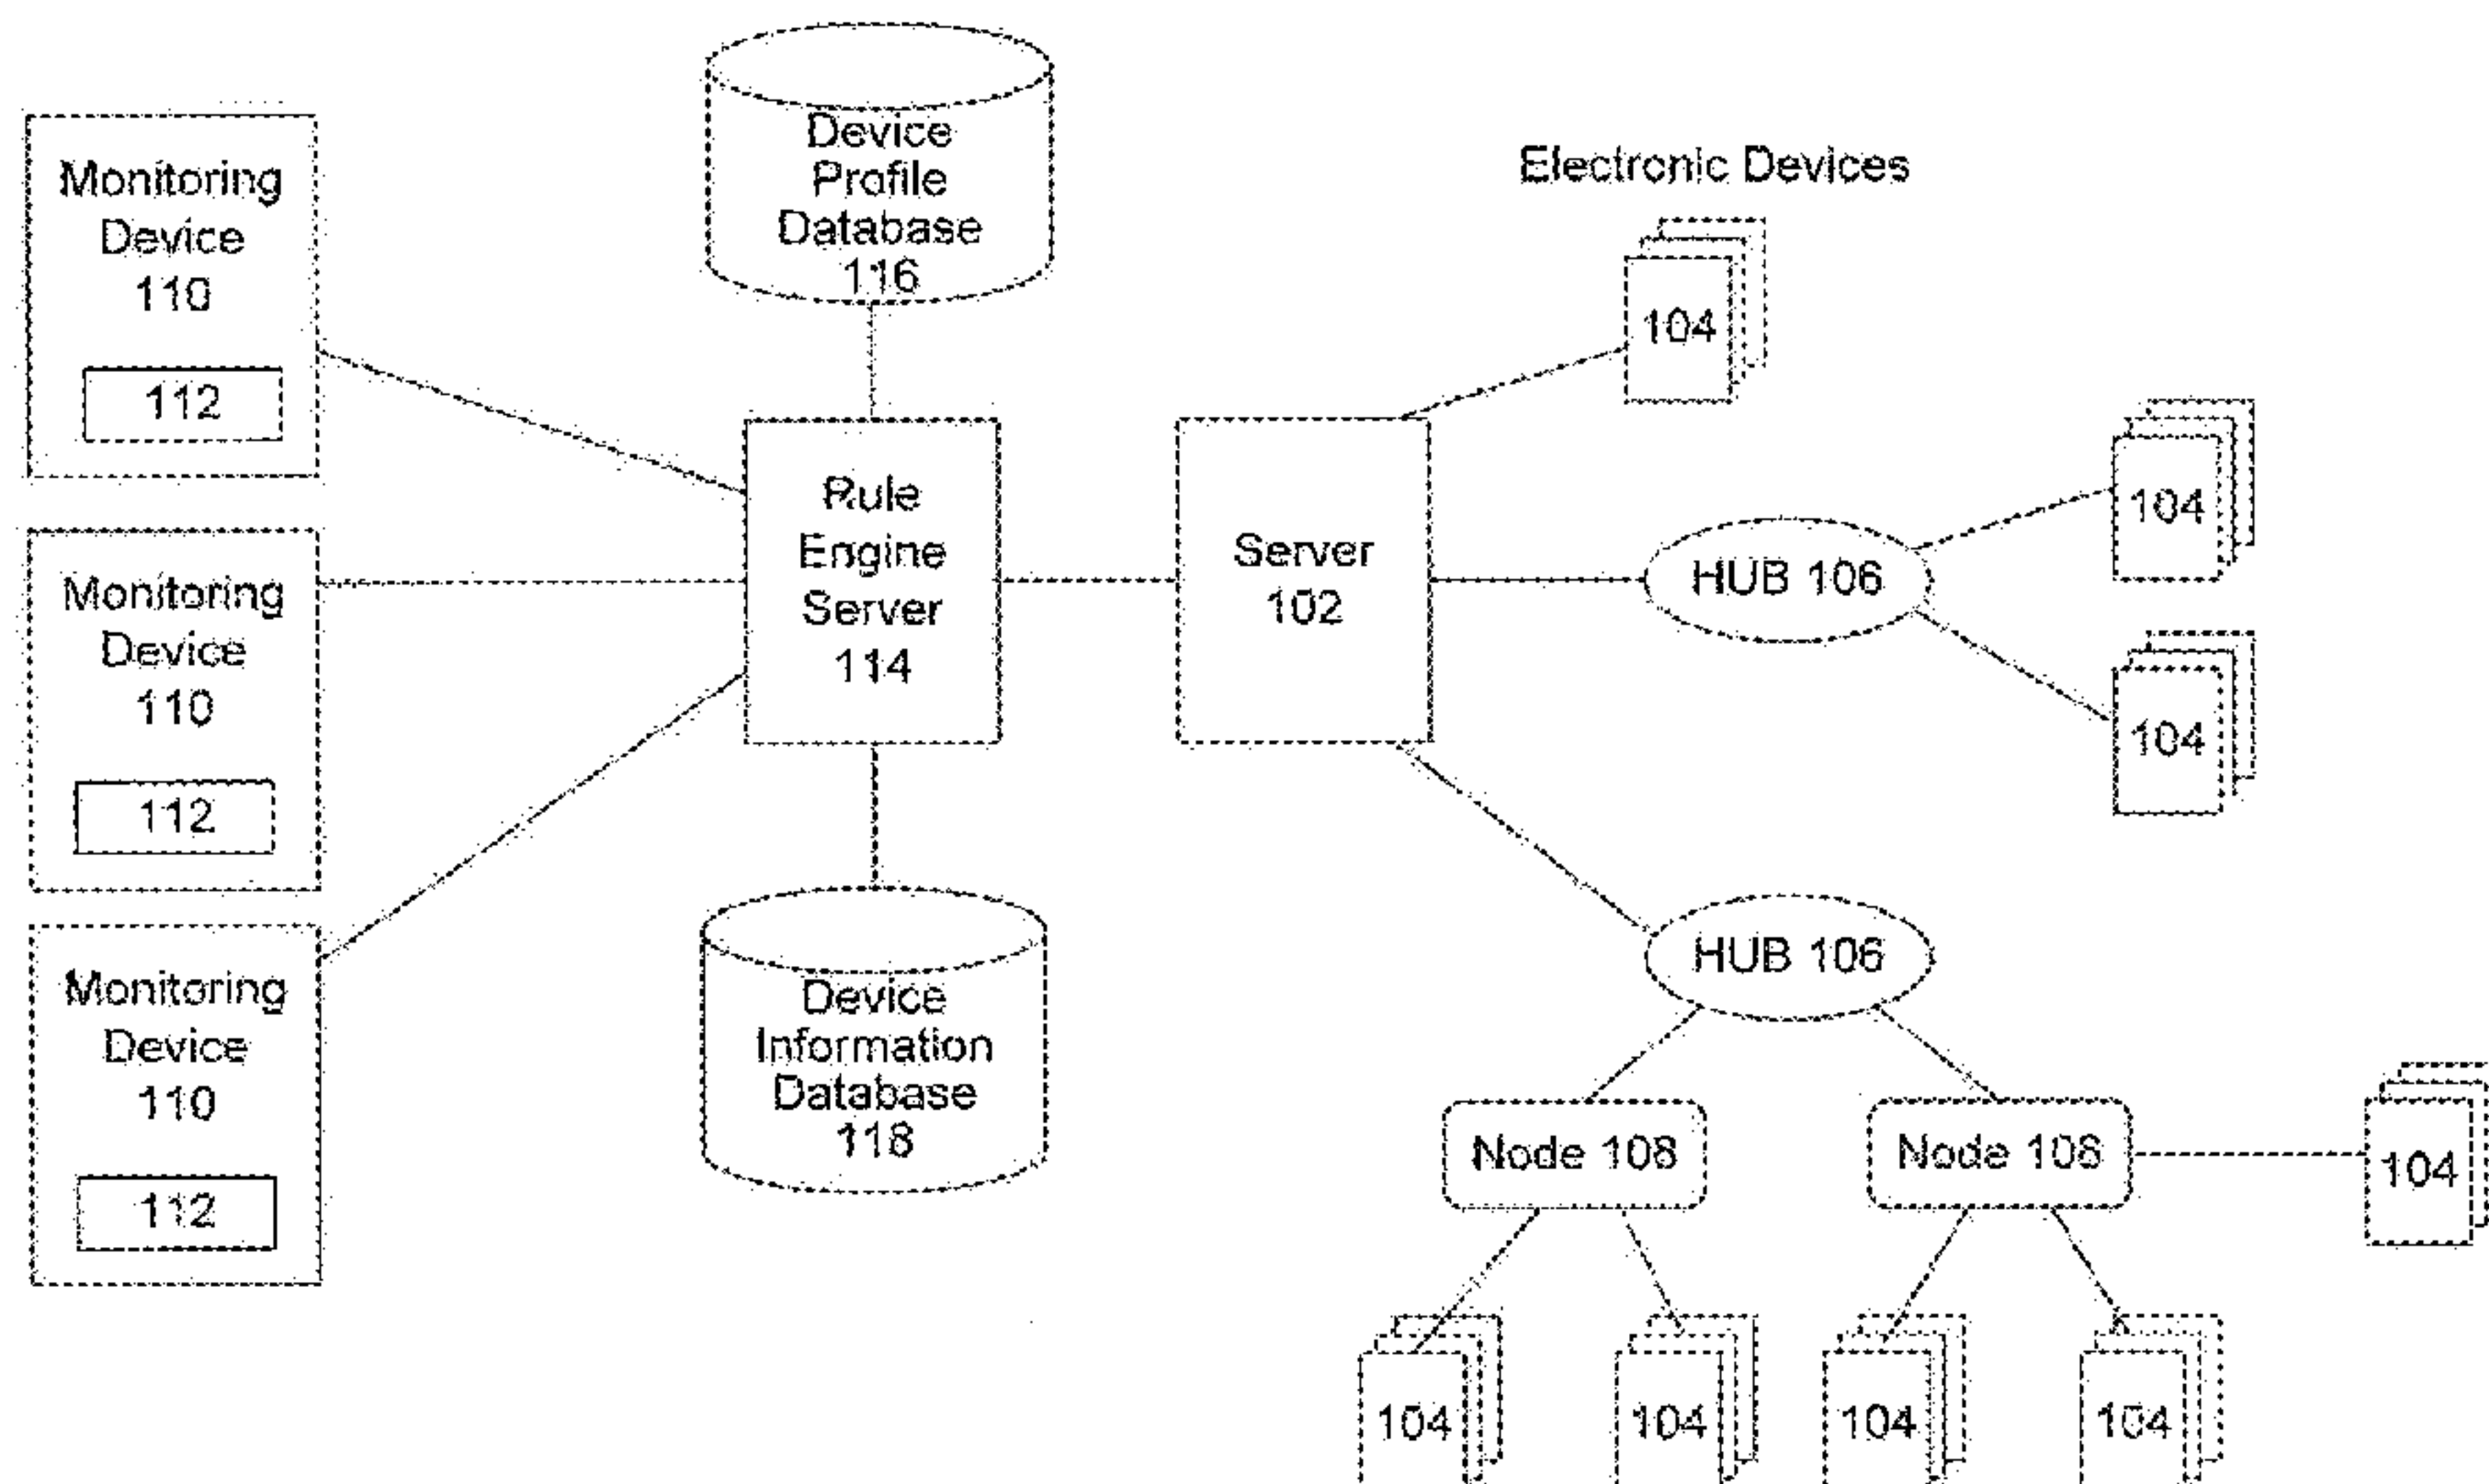 Monitoring
Device
110
112
Monitoring
Device
110
112
Monitoring
Device
110
112
Device
Profile
Database
116
Rule
Engine
Server
114
Device
Information
Database
118
Server
102
Electronic Devices
104
HUB 106
104
104
HUB 106
Node 108
Node 108
104
104
104
104
104